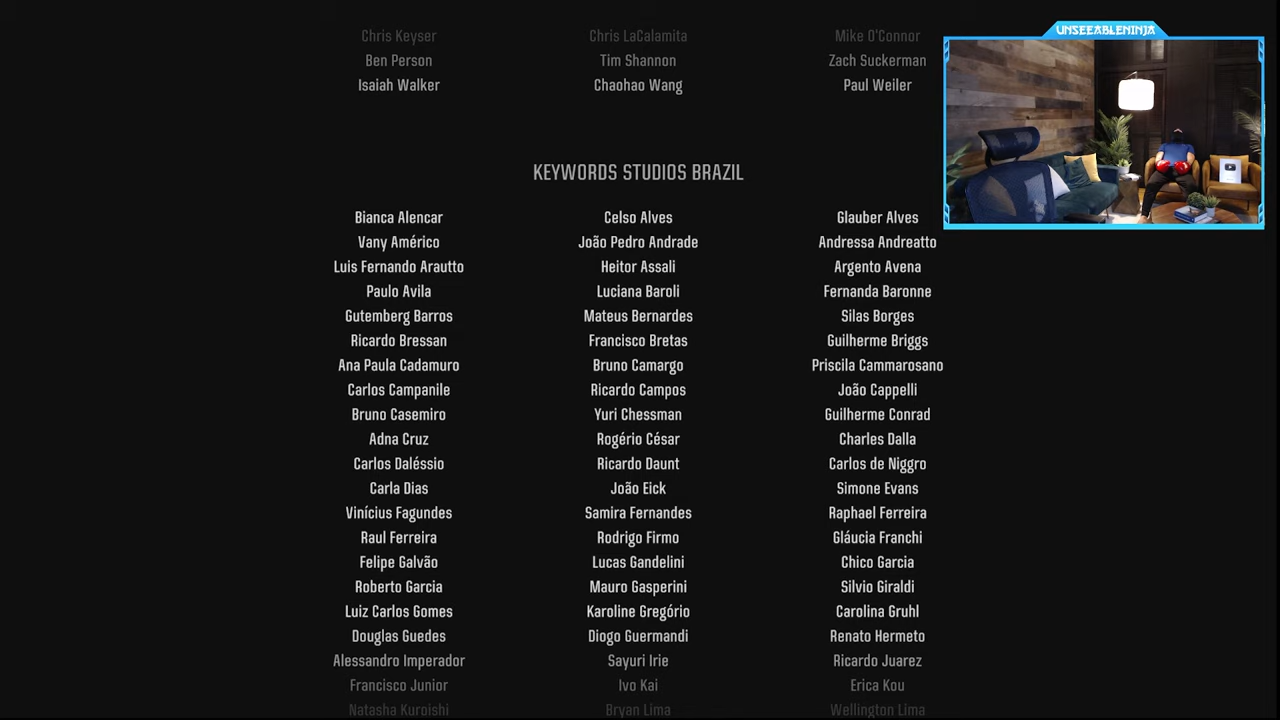 UNSEEABLENINJA
Chris Keyser Chris LaCalamita Mike O'Connor
Ben Person Tim Shannon Zach Suckerman
Isaiah Walker Chaohao Wang Paul Weiler
KEYWORDS STUDIOS BRAZIL
Bianca Alencar Celso Alves Glauber Alves
Vany Américo João Pedro Andrade Andressa Andreatto
Luis Fernando Arautto Heitor Assali Argento Avena
Paulo Avila Luciana Baroli Fernanda Baronne
Gutemberg Barros Mateus Bernardes Silas Borges
Ricardo Bressan Francisco Bretas Guilherme Briggs
Ana Paula Cadamuro Bruno Camargo Priscila Cammarosano
Carlos Campanile Ricardo Campos João Cappelli
Bruno Casemiro Yuri Chessman Guilherme Conrad
Adna Cruz Rogério César Charles Dalla
Carlos Daléssio Ricardo Daunt Carlos de Niggro
Carla Dias João Eick Simone Evans
Vinícius Fagundes Samira Fernandes Raphael Ferreira
Raul Ferreira Rodrigo Firmo Gláucia Franchi
Felipe Galvão Lucas Gandelini Chico Garcia
Roberto Garcia Mauro Gasperini Silvio Giraldi
Luiz Carlos Gomes Karoline Gregório Carolina Gruhl
Douglas Guedes Diogo Guermandi Renato Hermeto
Alessandro Imperador Sayuri Irie Ricardo Juarez
Francisco Junior Ivo Kai Erica Kou
Natasha Kuroishi Bryan Lima Wellington Lima